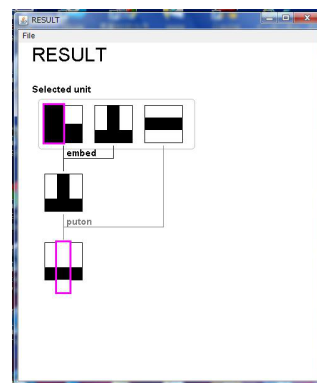 RESULT
File
RESULT
Selected unit
embed
puton